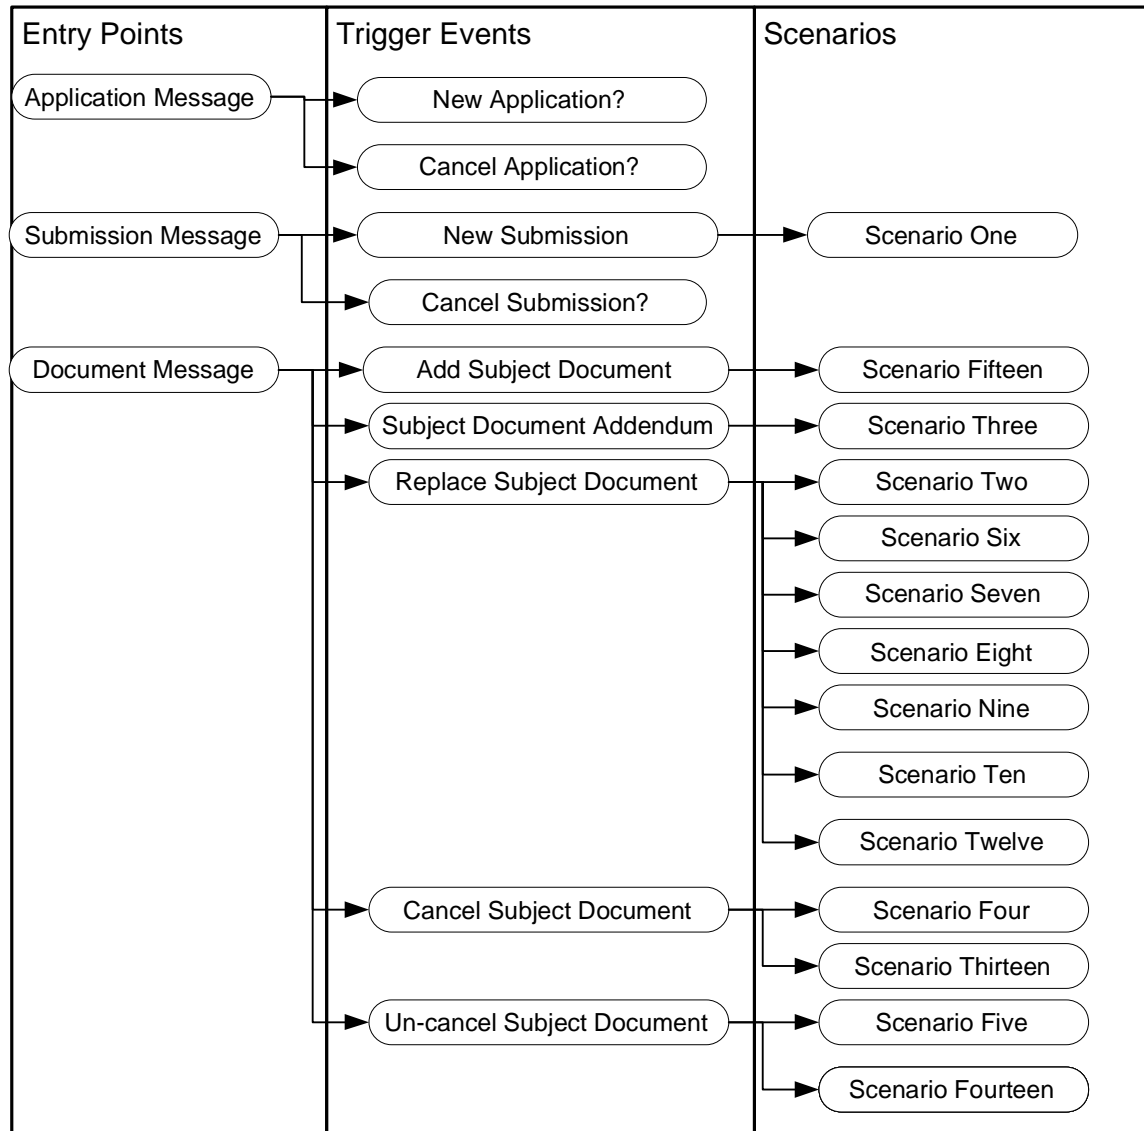 Entry Points
Trigger Events
Scenarios
Application Message
New Application?
Cancel Application?
Submission Message
New Submission
Scenario One
Cancel Submission?
Document Message
Add Subject Document
Scenario Fifteen
Subject Document Addendum
Scenario Three
Replace Subject Document
Scenario Two
Scenario Six
Scenario Seven
Scenario Eight
Scenario Nine
Scenario Ten
Scenario Twelve
Cancel Subject Document
Scenario Four
Scenario Thirteen
Un-cancel Subject Document
Scenario Five
Scenario Fourteen